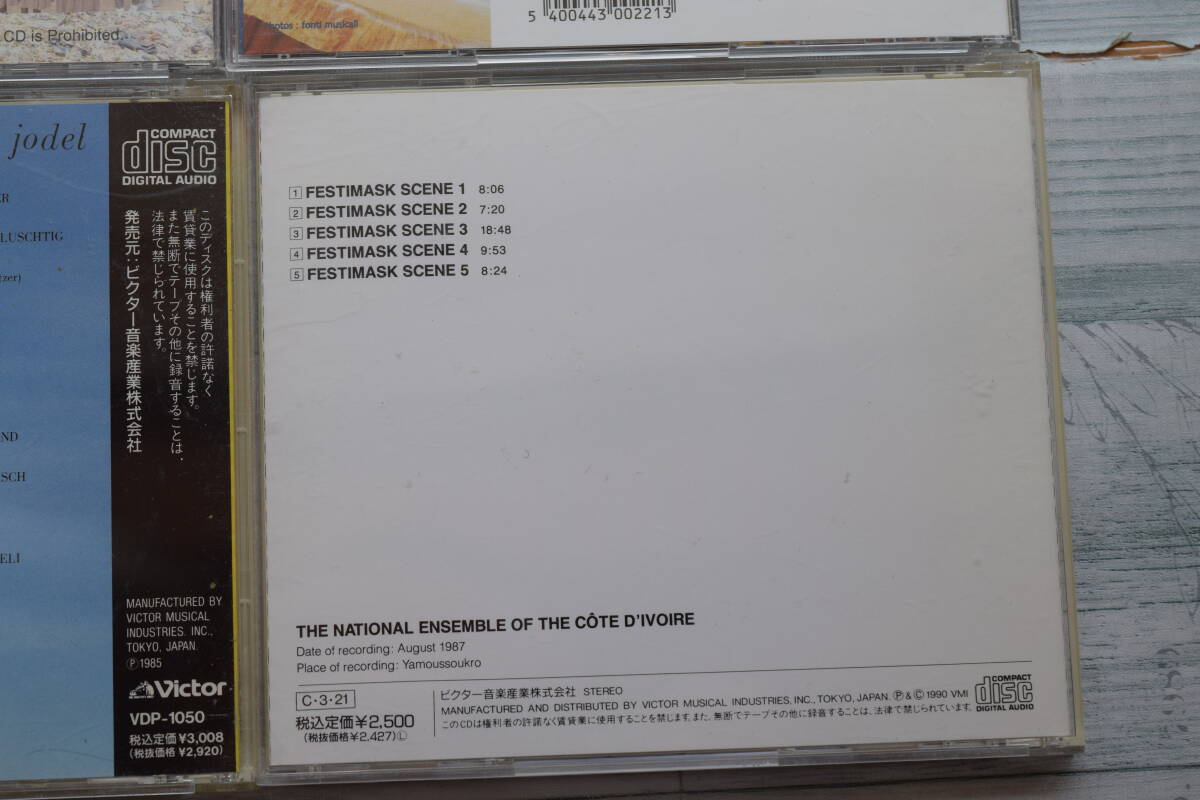 CD is Prohibited.
photos : fonti musicali
5 400443 002213
jodel
ER
LUSCHTIG
zer)
ND
SCH
ELI
COMPACT
disc
DIGITAL AUDIO
このディスクは権利者の許諾なく
賃貸業に使用することを禁じます。
また無断でテープその他に録音することは、
法律で禁じられています。
発売元：ビクター音楽産業株式会社
MANUFACTURED BY
VICTOR MUSICAL
INDUSTRIES. INC.,
TOKYO, JAPAN.
Ⓟ1985
Victor
VDP-1050
税込定価¥3,008
(税抜価格 ¥2,920)
1 FESTIMASK SCENE 1 8:06
2 FESTIMASK SCENE 2 7:20
3 FESTIMASK SCENE 3 18:48
4 FESTIMASK SCENE 4 9:53
5 FESTIMASK SCENE 5 8:24
THE NATIONAL ENSEMBLE OF THE CÔTE D'IVOIRE
Date of recording: August 1987
Place of recording: Yamoussoukro
C・3・21
税込定価¥2,500
(税抜価格 ¥2,427)Ⓛ
ビクター音楽産業株式会社 STEREO
MANUFACTURED AND DISTRIBUTED BY VICTOR MUSICAL INDUSTRIES, INC., TOKYO, JAPAN. Ⓟ&Ⓒ 1990 VMI
このCDは権利者の許諾なく賃貸業に使用することを禁じます。また、無断でテープその他に録音することは、法律で禁じられています。
COMPACT
disc
DIGITAL AUDIO